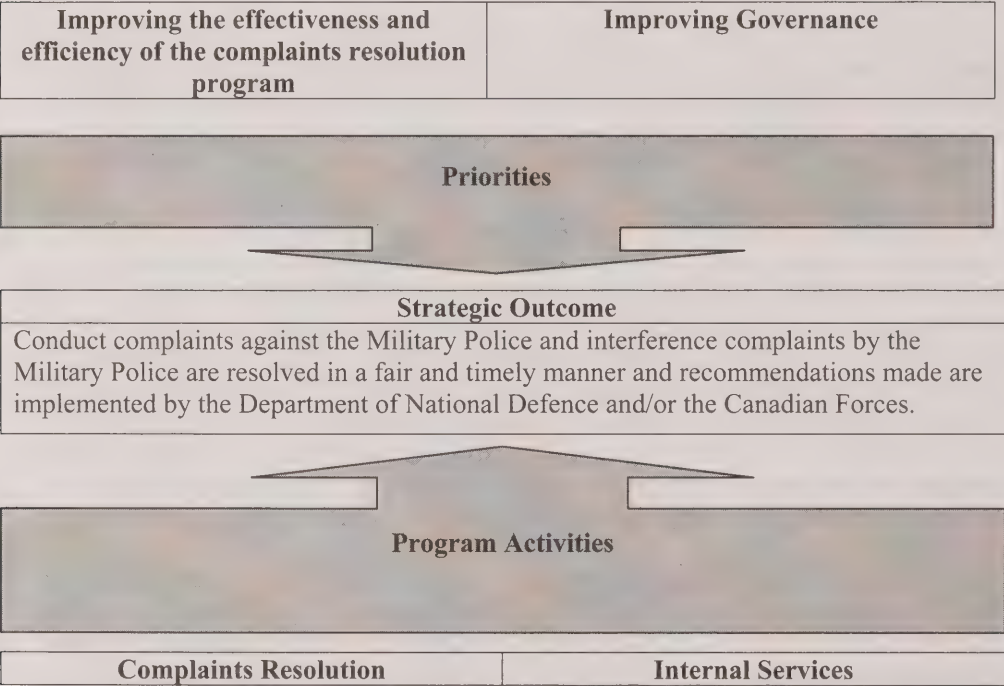 Improving the effectiveness and
efficiency of the complaints resolution
program
Improving Governance
Priorities
Strategic Outcome
Conduct complaints against the Military Police and interference complaints by the
Military Police are resolved in a fair and timely manner and recommendations made are
implemented by the Department of National Defence and/or the Canadian Forces.
Program Activities
Complaints Resolution
Internal Services